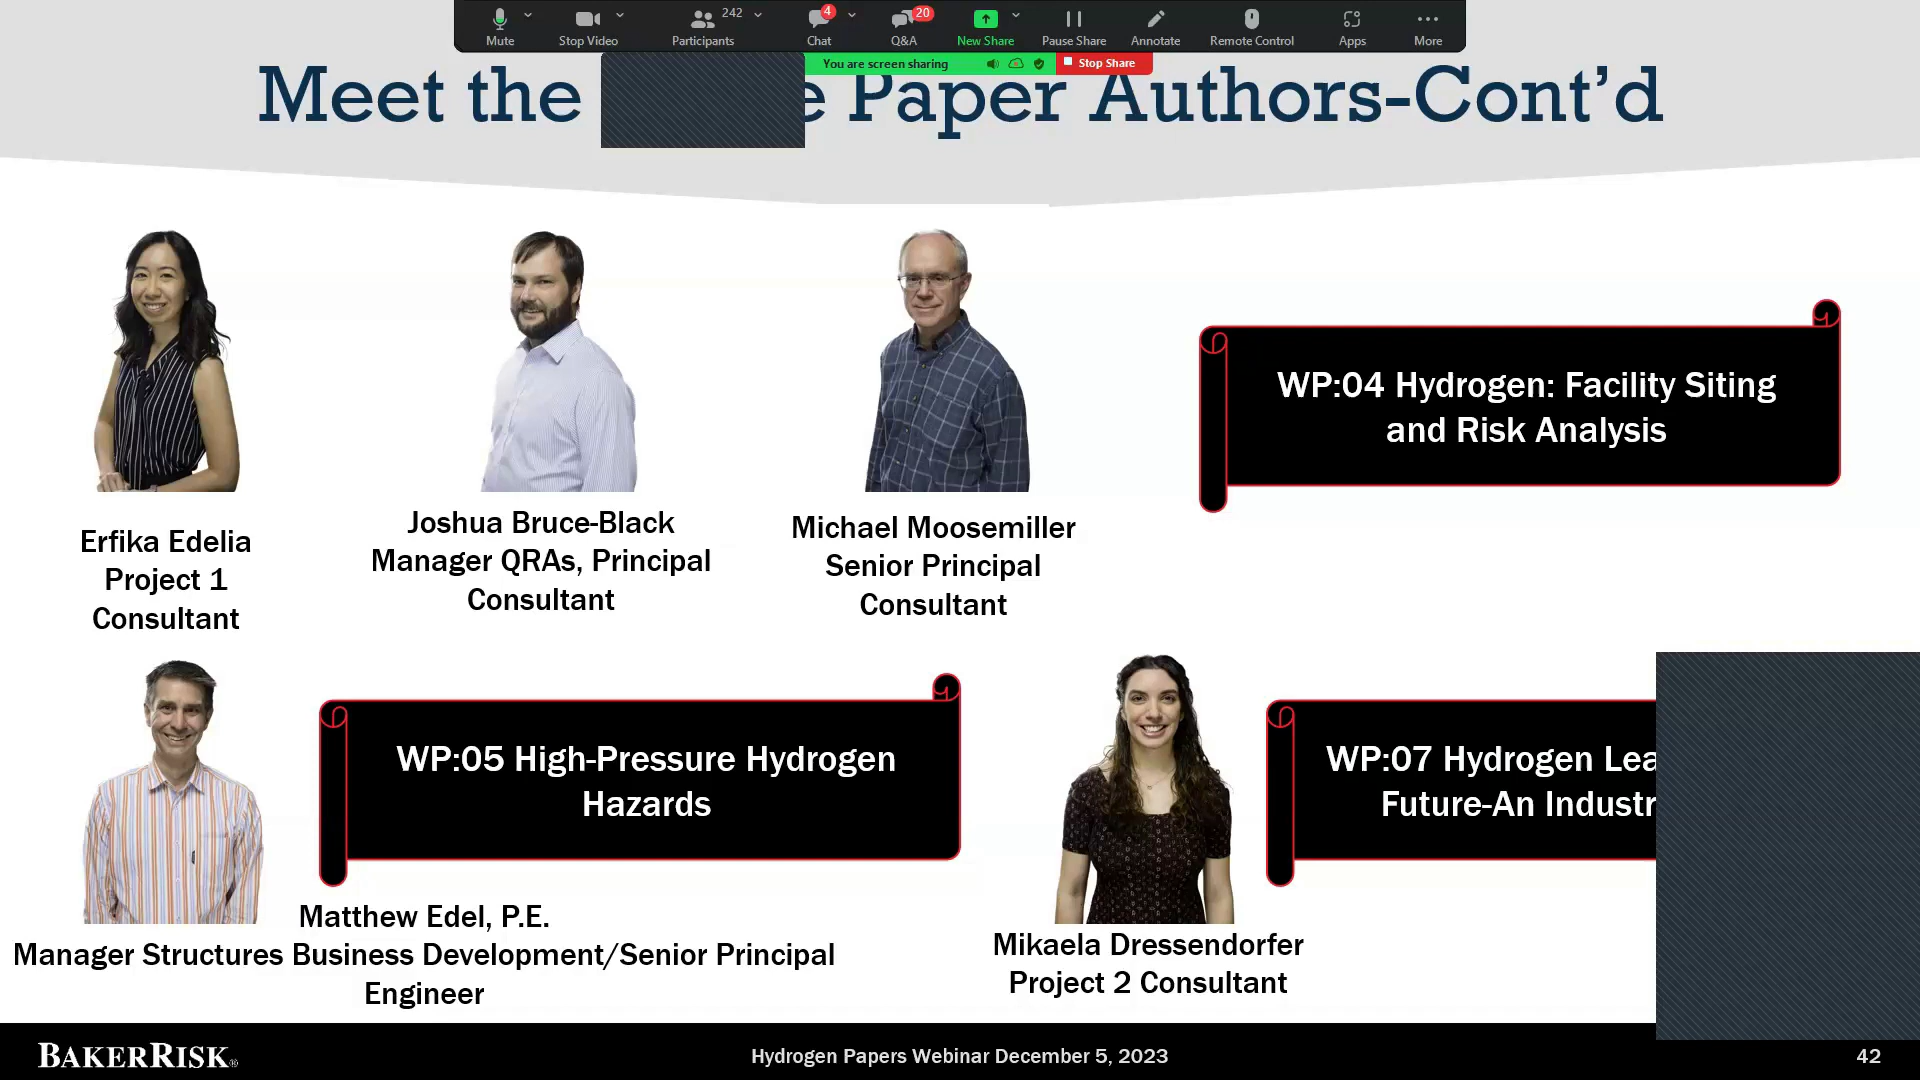 Mute
Stop Video
242
Participants
4
Chat
20
Q&A
New Share
Pause Share
Annotate
Remote Control
Apps
More
You are screen sharing
Stop Share
Meet the e Paper Authors-Cont’d
WP:04 Hydrogen: Facility Siting
and Risk Analysis
Erfika Edelia
Project 1
Consultant
Joshua Bruce-Black
Manager QRAs, Principal
Consultant
Michael Moosemiller
Senior Principal
Consultant
WP:05 High-Pressure Hydrogen
Hazards
WP:07 Hydrogen Lea
Future-An Industr
Matthew Edel, P.E.
Manager Structures Business Development/Senior Principal
Engineer
Mikaela Dressendorfer
Project 2 Consultant
BAKERRISK®
Hydrogen Papers Webinar December 5, 2023
42